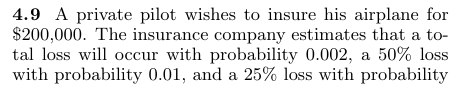 4.9 A private pilot wishes to insure his airplane for
$200,000. The insurance company estimates that a to-
tal loss will occur with probability 0.002, a 50% loss
with probability 0.01, and a 25% loss with probability